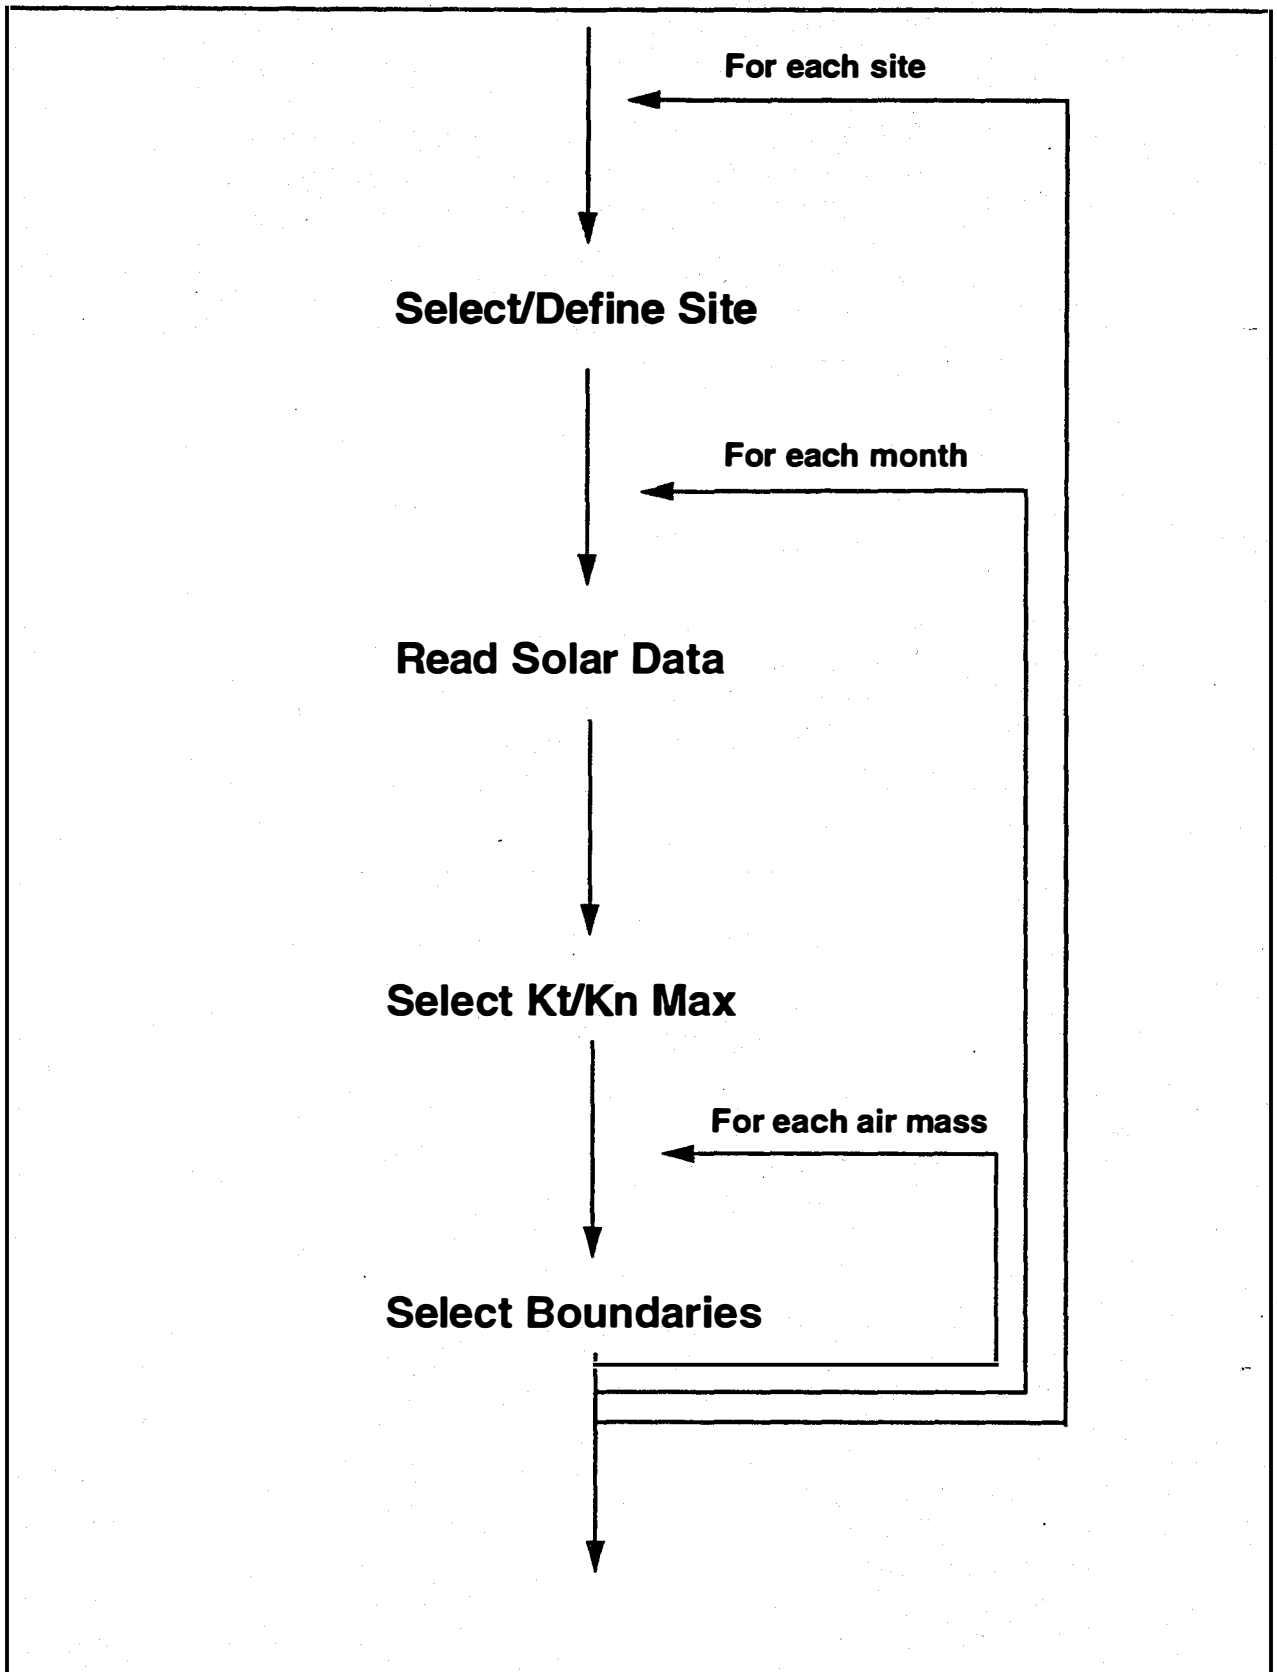 For each site
Select/Define Site
For each month
Read Solar Data
Select Kt/Kn Max
For each air mass
Select Boundaries